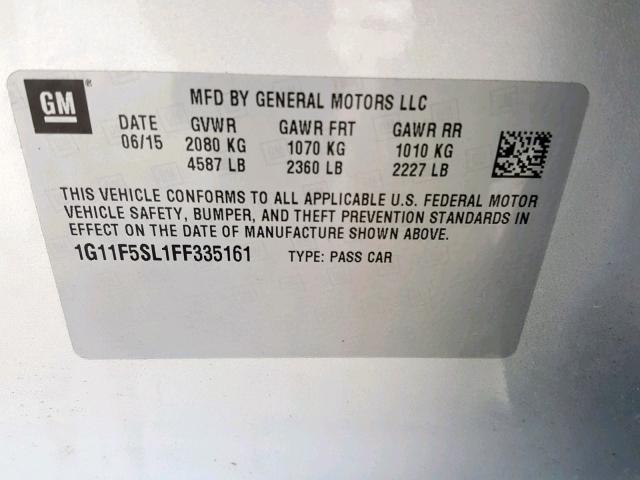 GM ®
MFD BY GENERAL MOTORS LLC
DATE GVWR GAWR FRT GAWR RR
06/15 2080 KG 1070 KG 1010 KG
4587 LB 2360 LB 2227 LB
THIS VEHICLE CONFORMS TO ALL APPLICABLE U.S. FEDERAL MOTOR
VEHICLE SAFETY, BUMPER, AND THEFT PREVENTION STANDARDS IN
EFFECT ON THE DATE OF MANUFACTURE SHOWN ABOVE.
1G11F5SL1FF335161 TYPE: PASS CAR